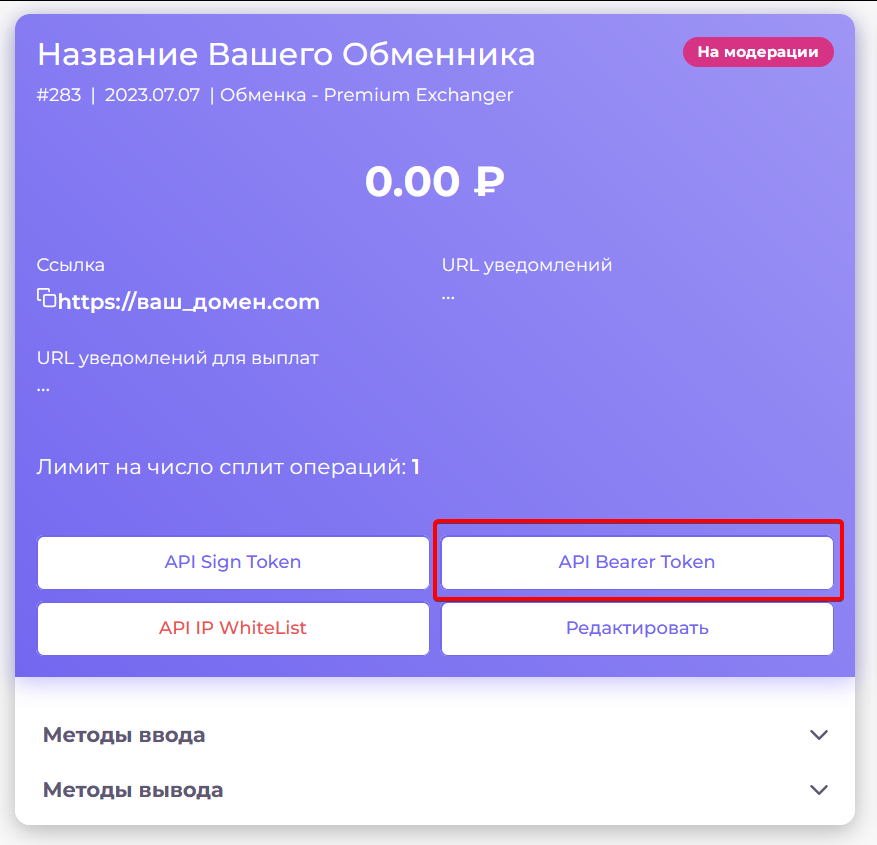 Название Вашего Обменника
На модерации
#283 | 2023.07.07 | Обменка - Premium Exchanger
0.00 ₽
Ссылка
URL уведомлений
https://ваш_домен.com
...
URL уведомлений для выплат
...
Лимит на число сплит операций: 1
API Sign Token
API Bearer Token
API IP WhiteList
Редактировать
Методы ввода
Методы вывода